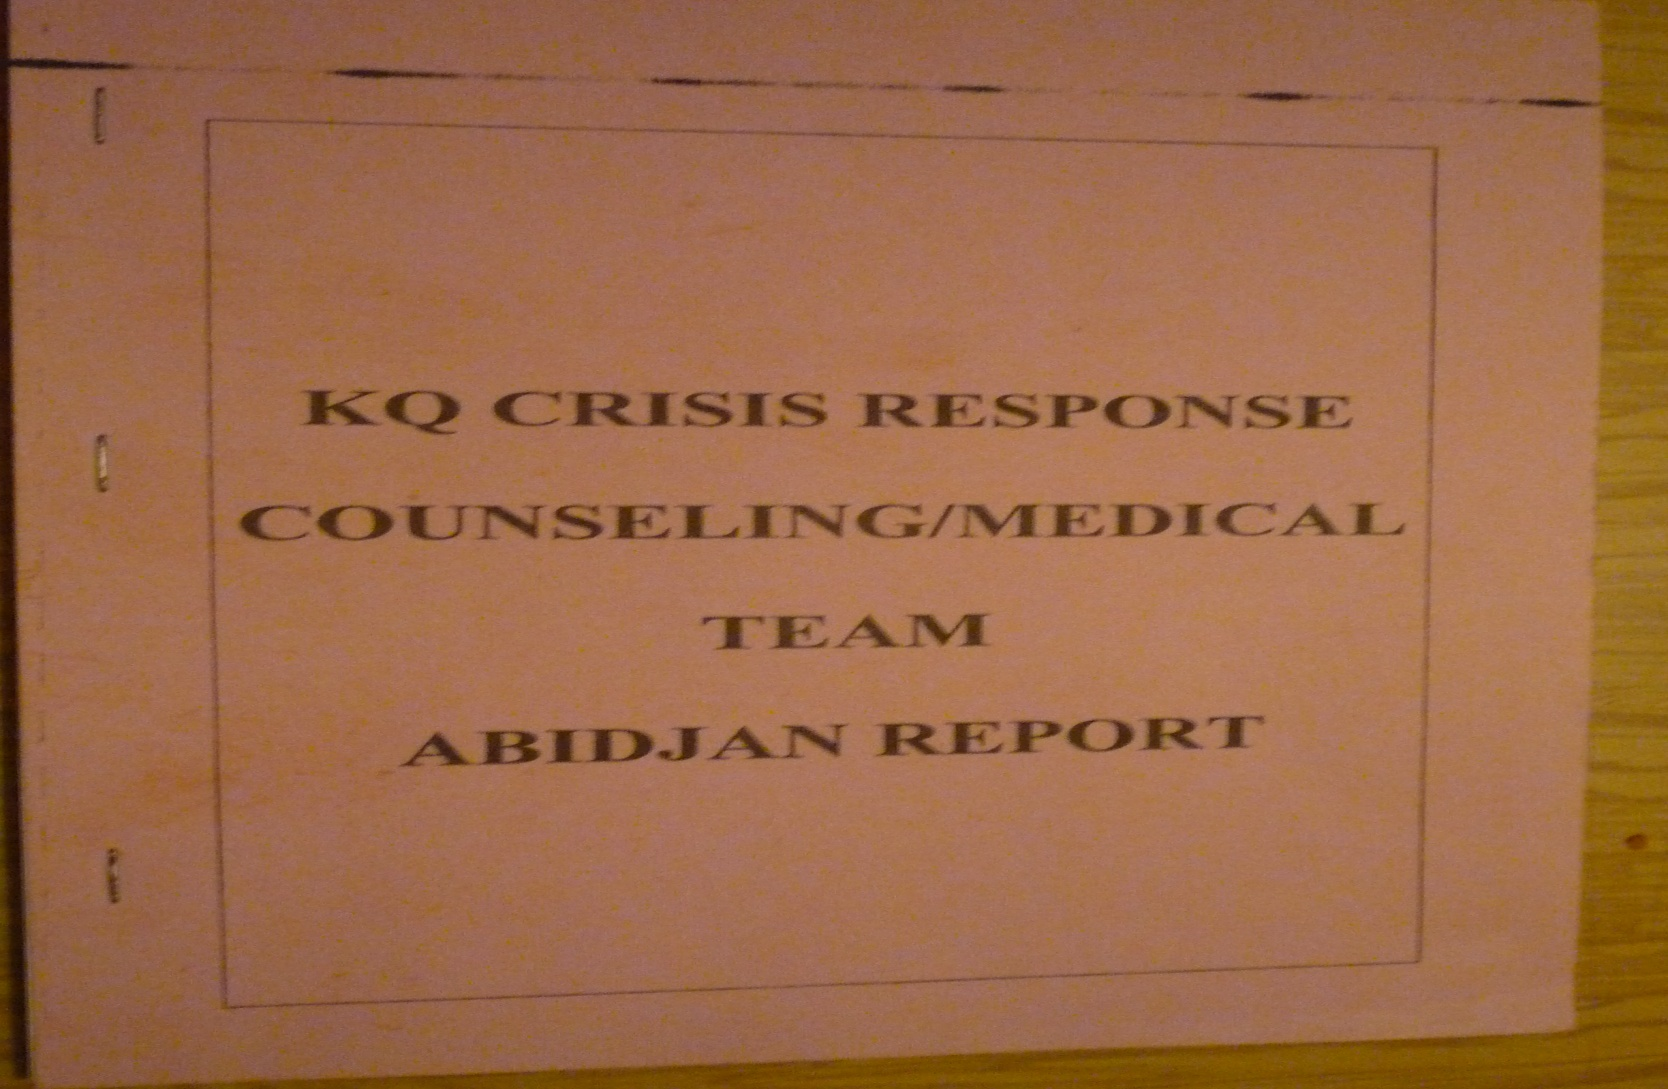 KQ CRISIS RESPONSE
COUNSELING/MEDICAL
TEAM
ABIDJAN REPORT